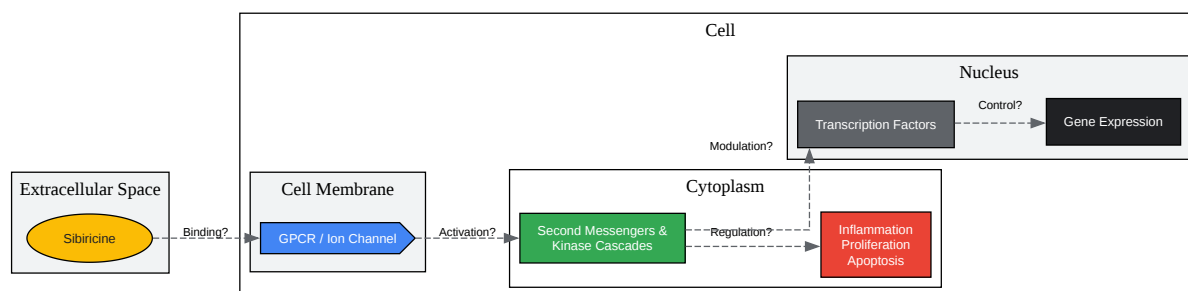 Cell
Nucleus
Transcription Factors
Control?
Gene Expression
Modulation?
Extracellular Space
Sibiricine
Binding?
Cell Membrane
GPCR / Ion Channel
Activation?
Cytoplasm
Second Messengers &
Kinase Cascades
Regulation?
Inflammation
Proliferation
Apoptosis